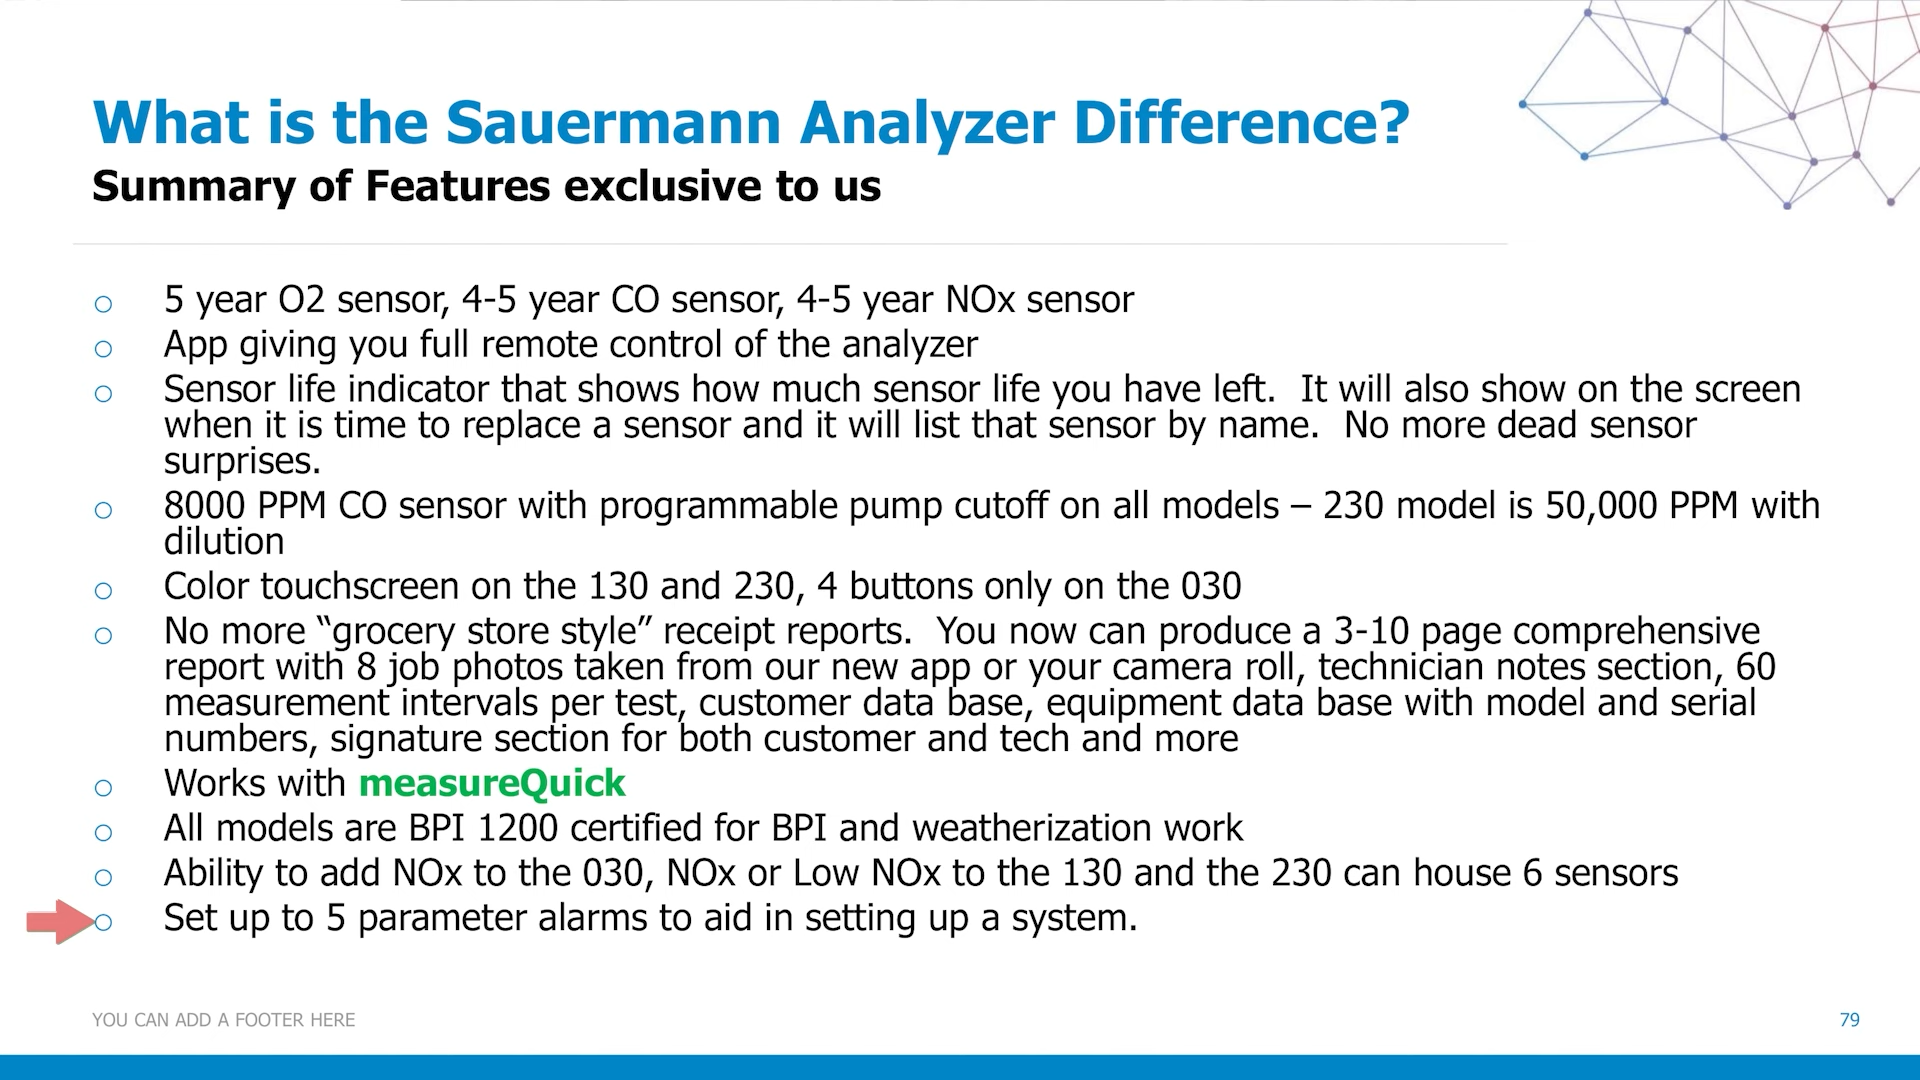 What is the Sauermann Analyzer Difference?
Summary of Features exclusive to us
o 5 year O2 sensor, 4-5 year CO sensor, 4-5 year NOx sensor
o App giving you full remote control of the analyzer
o Sensor life indicator that shows how much sensor life you have left.  It will also show on the screen
when it is time to replace a sensor and it will list that sensor by name.  No more dead sensor
surprises.
o 8000 PPM CO sensor with programmable pump cutoff on all models – 230 model is 50,000 PPM with
dilution
o Color touchscreen on the 130 and 230, 4 buttons only on the 030
o No more “grocery store style” receipt reports.  You now can produce a 3-10 page comprehensive
report with 8 job photos taken from our new app or your camera roll, technician notes section, 60
measurement intervals per test, customer data base, equipment data base with model and serial
numbers, signature section for both customer and tech and more
o Works with measureQuick
o All models are BPI 1200 certified for BPI and weatherization work
o Ability to add NOx to the 030, NOx or Low NOx to the 130 and the 230 can house 6 sensors
o Set up to 5 parameter alarms to aid in setting up a system.
YOU CAN ADD A FOOTER HERE
79